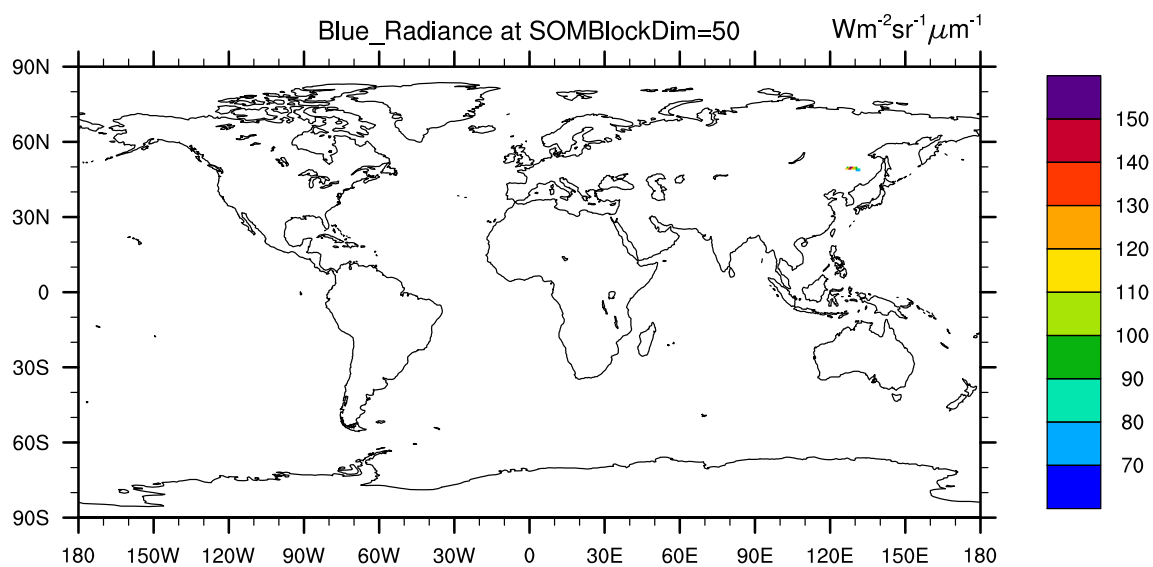 Blue_Radiance at SOMBlockDim=50
Wm⁻²sr⁻¹μm⁻¹
90N
60N
30N
0
30S
60S
90S
180 150W 120W 90W 60W 30W 0 30E 60E 90E 120E 150E 180
150
140
130
120
110
100
90
80
70